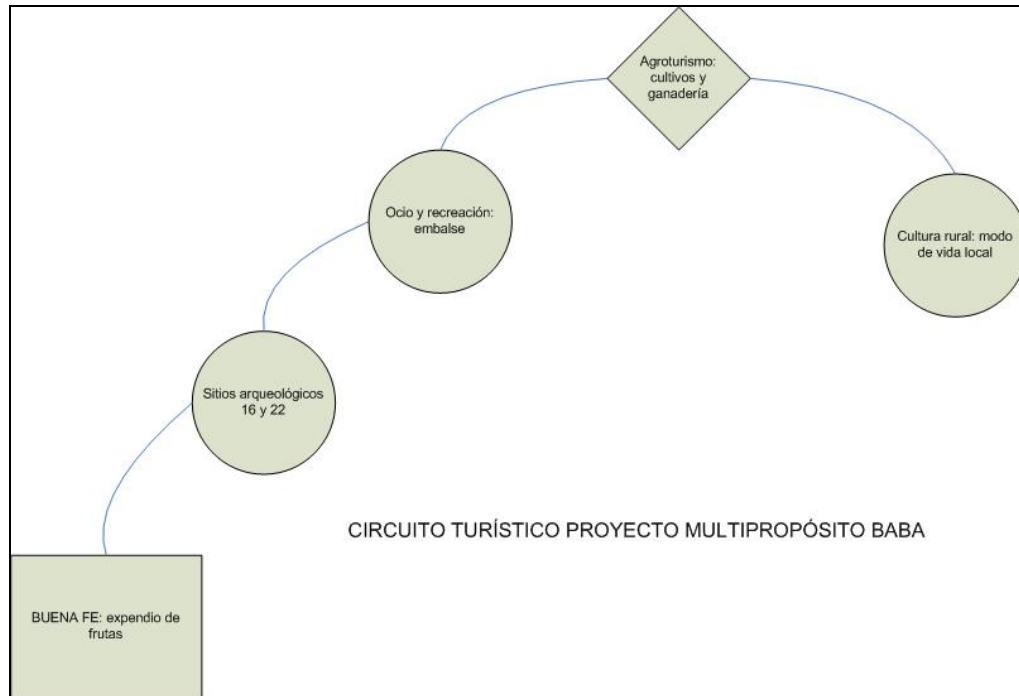 Agroturismo:
cultivos y
ganadería
Ocio y recreación:
embalse
Cultura rural: modo
de vida local
Sitios arqueológicos
16 y 22
CIRCUITO TURÍSTICO PROYECTO MULTIPROPÓSITO BABA
BUENA FE: expendio de
frutas